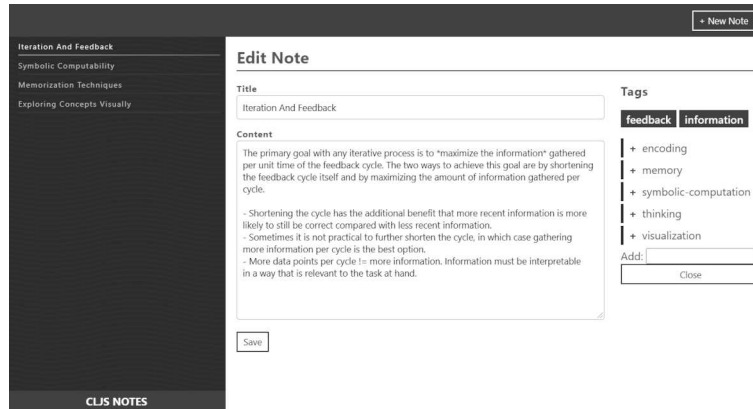 + New Note
Iteration And Feedback
Symbolic Computability
Memorization Techniques
Exploring Concepts Visually
CLJS NOTES
Edit Note
Title
Iteration And Feedback
Content
The primary goal with any iterative process is to *maximize the information* gathered
per unit time of the feedback cycle. The two ways to achieve this goal are by shortening
the feedback cycle itself and by maximizing the amount of information gathered per
cycle.
- Shortening the cycle has the additional benefit that more recent information is more
likely to still be correct compared with less recent information.
- Sometimes it is not practical to further shorten the cycle, in which case gathering
more information per cycle is the best option.
- More data points per cycle != more information. Information must be interpretable
in a way that is relevant to the task at hand.
Save
Tags
feedback information
+ encoding
+ memory
+ symbolic-computation
+ thinking
+ visualization
Add:
Close